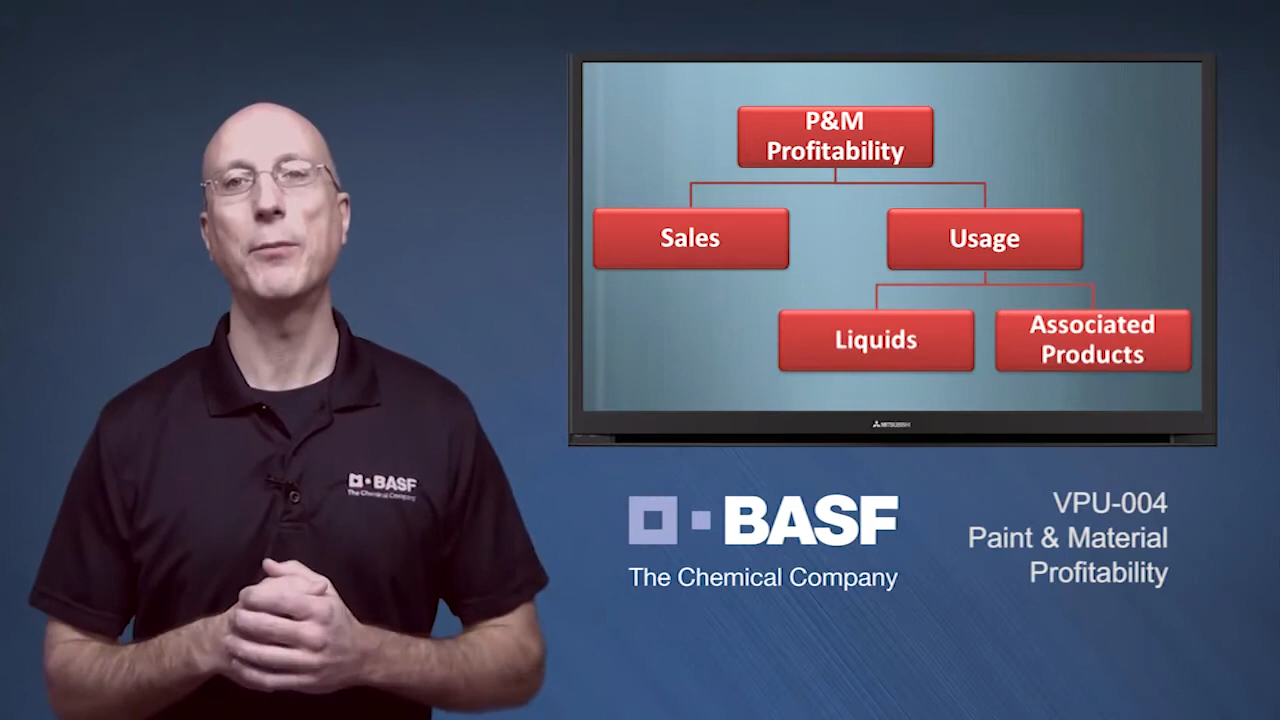 P&M
Profitability
Sales
Usage
Liquids
Associated
Products
MITSUBISHI
BASF
The Chemical Company
BASF
The Chemical Company
VPU-004
Paint & Material
Profitability